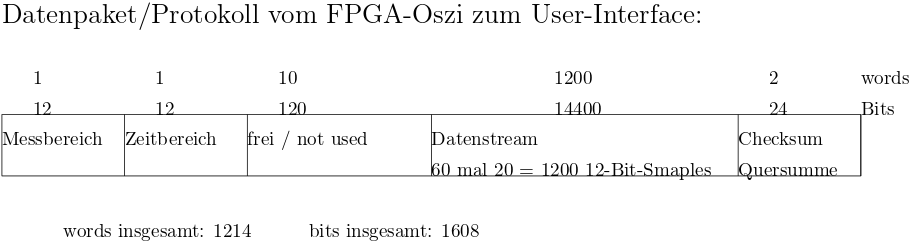 Datenpaket/Protokoll vom FPGA-Oszi zum User-Interface:
1 1 10 1200 2 words
12 12 120 14400 24 Bits
Messbereich Zeitbereich frei / not used Datenstream Checksum
60 mal 20 = 1200 12-Bit-Smaples Quersumme
words insgesamt: 1214 bits insgesamt: 1608